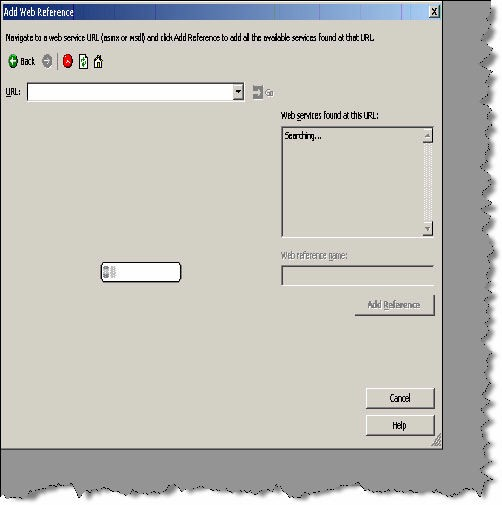 Add Web Reference
Navigate to a web service URL (asmx or wsdl) and click Add Reference to add all the available services found at that URL.
Back
URL:
Go
Web services found at this URL:
Searching...
Web reference name:
Add Reference
Cancel
Help